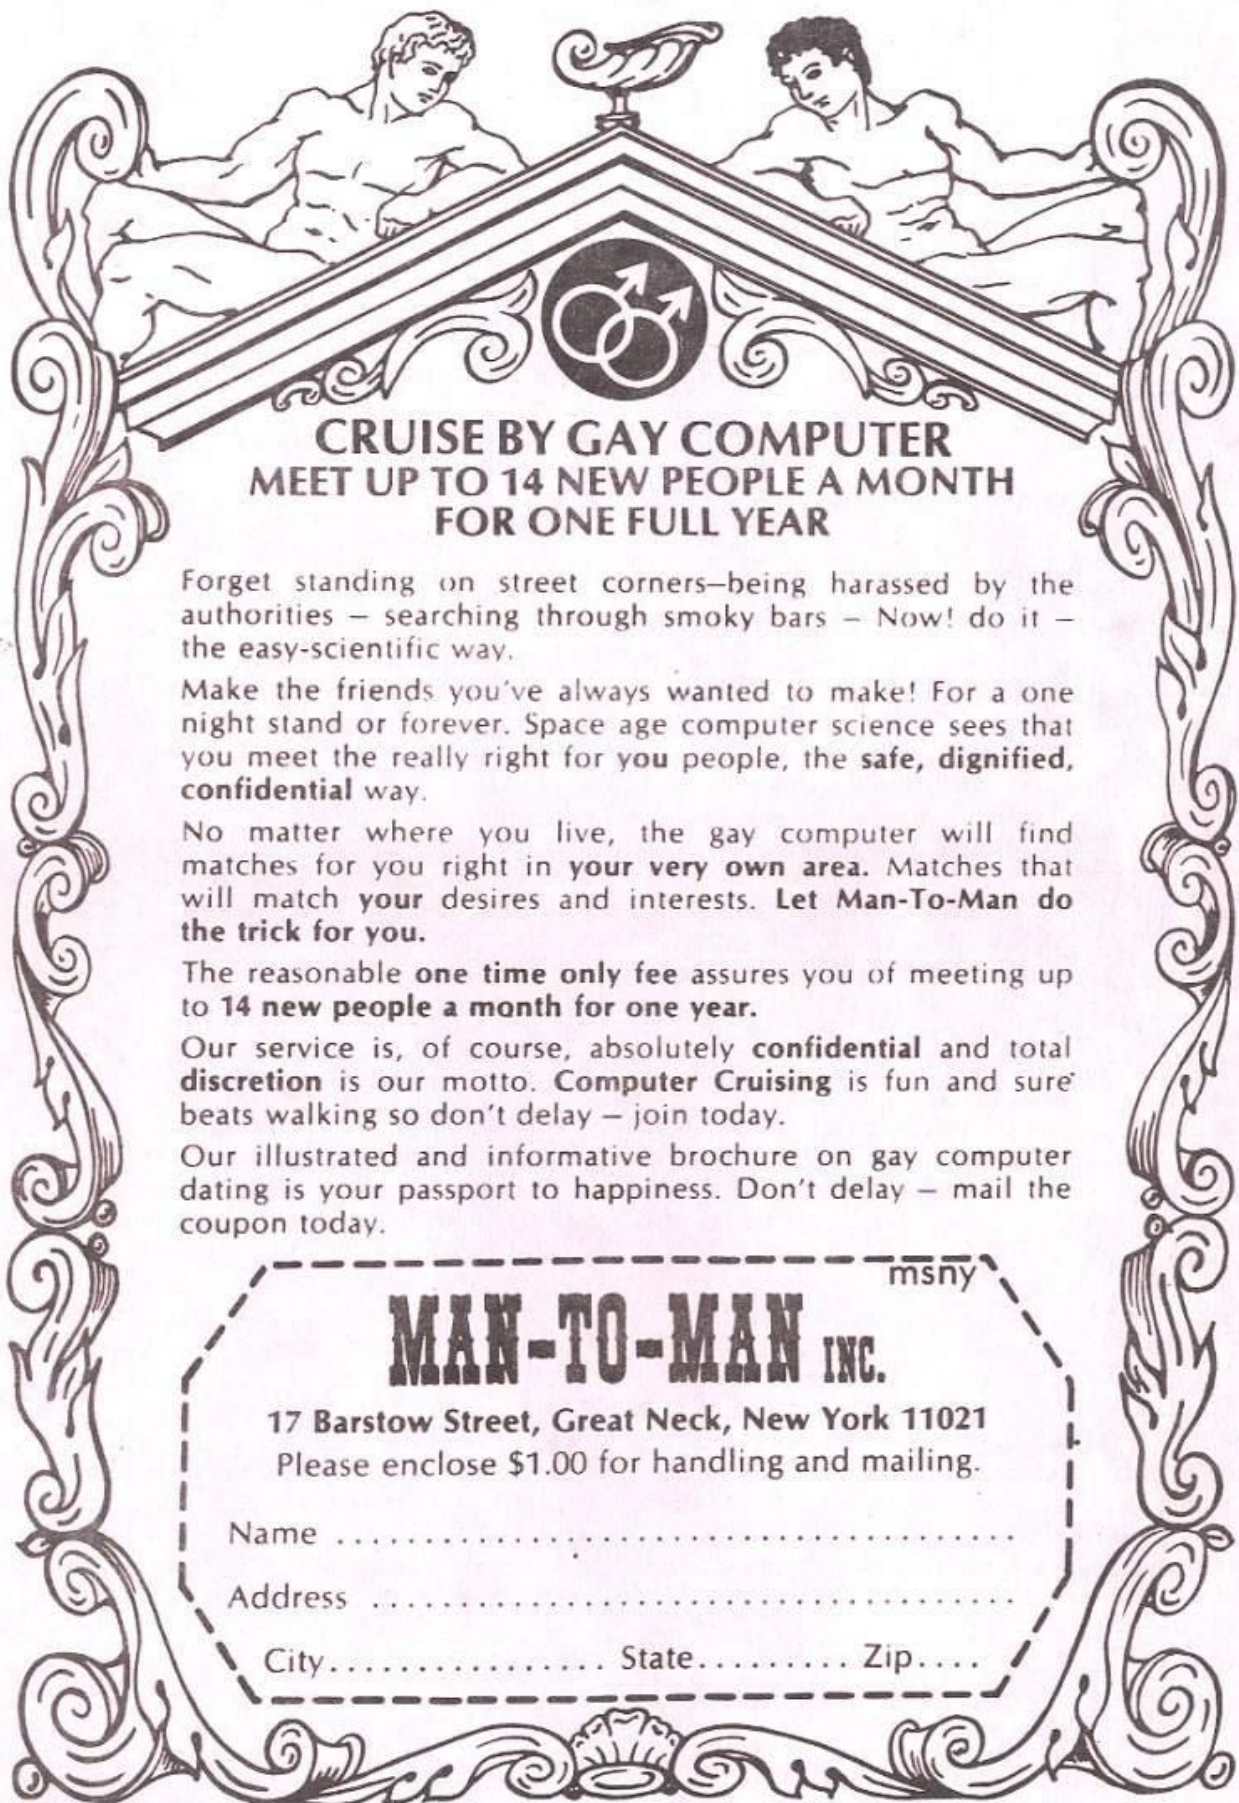 CRUISE BY GAY COMPUTER
MEET UP TO 14 NEW PEOPLE A MONTH
FOR ONE FULL YEAR
Forget standing on street corners—being harassed by the
authorities — searching through smoky bars — Now! do it —
the easy-scientific way.
Make the friends you've always wanted to make! For a one
night stand or forever. Space age computer science sees that
you meet the really right for you people, the safe, dignified,
confidential way.
No matter where you live, the gay computer will find
matches for you right in your very own area. Matches that
will match your desires and interests. Let Man-To-Man do
the trick for you.
The reasonable one time only fee assures you of meeting up
to 14 new people a month for one year.
Our service is, of course, absolutely confidential and total
discretion is our motto. Computer Cruising is fun and sure
beats walking so don't delay — join today.
Our illustrated and informative brochure on gay computer
dating is your passport to happiness. Don't delay — mail the
coupon today.
msny
MAN-TO-MAN INC.
17 Barstow Street, Great Neck, New York 11021
Please enclose $1.00 for handling and mailing.
Name ..............................................
Address ..........................................
City................. State.......... Zip....